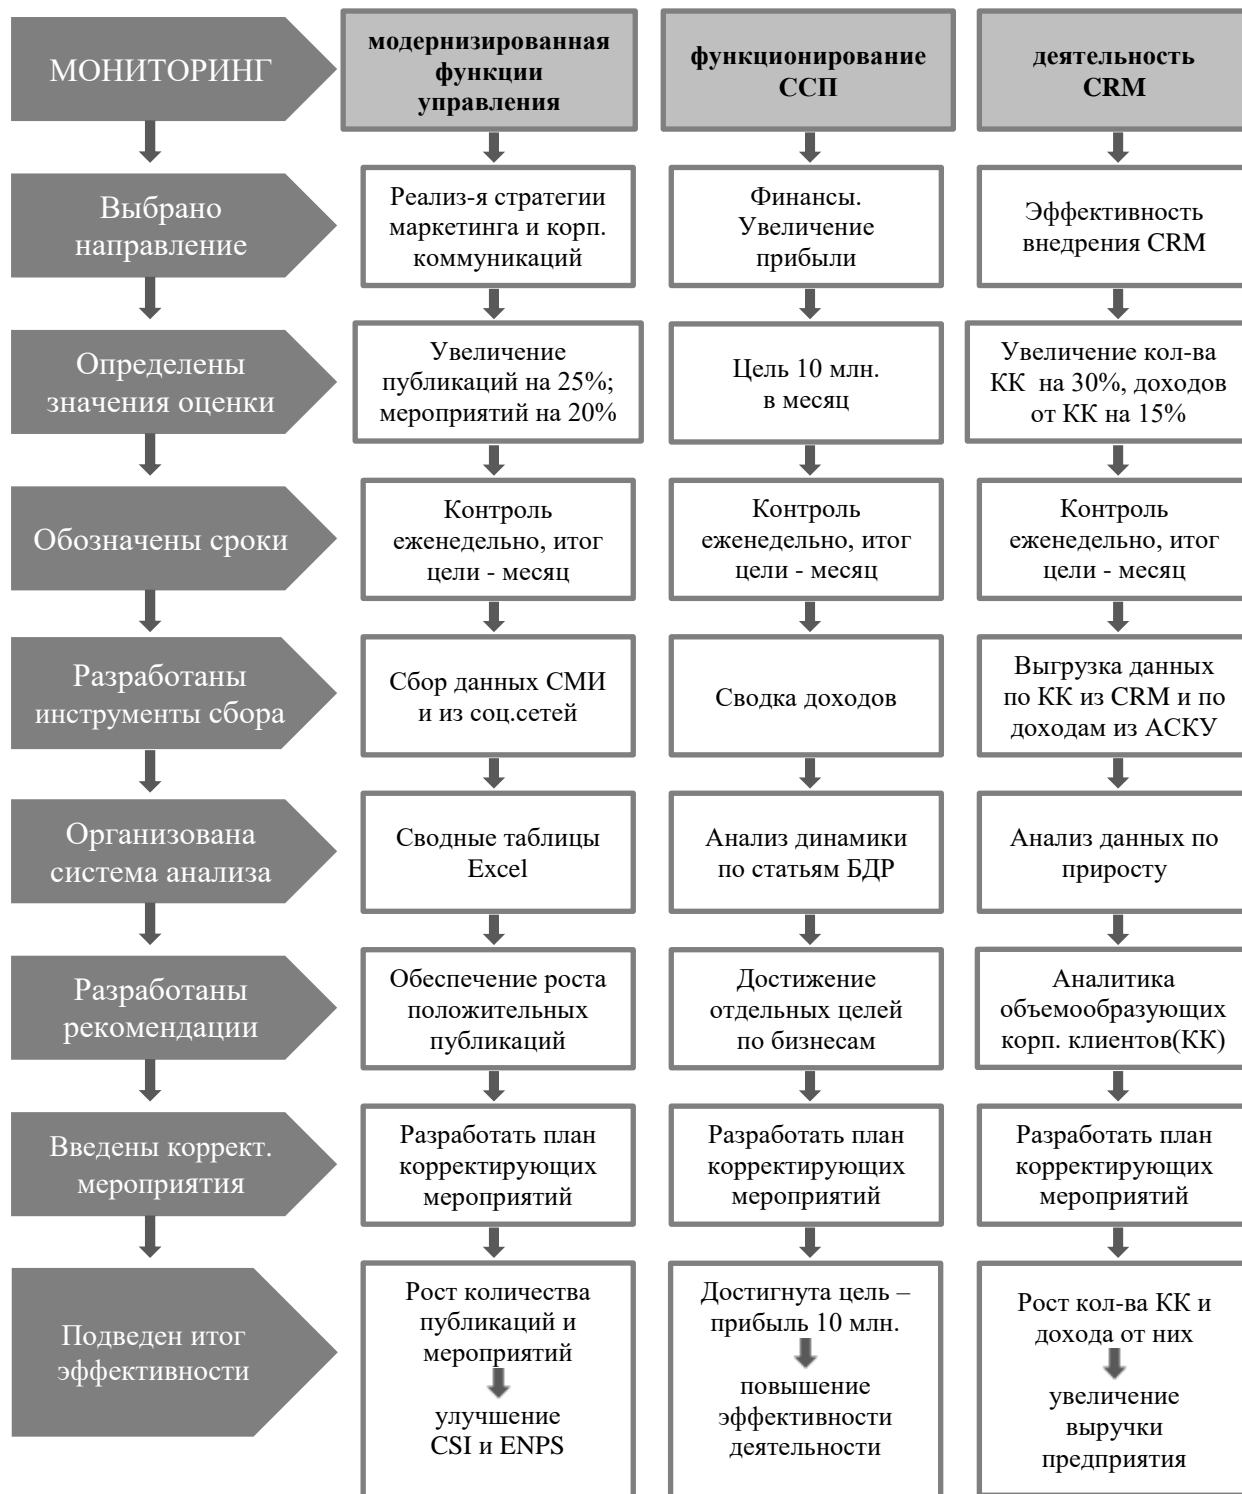 МОНИТОРИНГ
модернизированная
функции
управления
функционирование
ССП
деятельность
CRM
Выбрано
направление
Реализ-я стратегии
маркетинга и корп.
коммуникаций
Финансы.
Увеличение
прибыли
Эффективность
внедрения CRM
Определены
значения оценки
Увеличение
публикаций на 25%;
мероприятий на 20%
Цель 10 млн.
в месяц
Увеличение кол-ва
КК на 30%, доходов
от КК на 15%
Обозначены сроки
Контроль
еженедельно, итог
цели - месяц
Контроль
еженедельно, итог
цели - месяц
Контроль
еженедельно, итог
цели - месяц
Разработаны
инструменты сбора
Сбор данных СМИ
и из соц.сетей
Сводка доходов
Выгрузка данных
по КК из CRM и по
доходам из АСКУ
Организована
система анализа
Сводные таблицы
Excel
Анализ динамики
по статьям БДР
Анализ данных по
приросту
Разработаны
рекомендации
Обеспечение роста
положительных
публикаций
Достижение
отдельных целей
по бизнесам
Аналитика
объемообразующих
корп. клиентов(КК)
Введены коррект.
мероприятия
Разработать план
корректирующих
мероприятий
Разработать план
корректирующих
мероприятий
Разработать план
корректирующих
мероприятий
Подведен итог
эффективности
Рост количества
публикаций и
мероприятий
улучшение
CSI и ENPS
Достигнута цель –
прибыль 10 млн.
повышение
эффективности
деятельности
Рост кол-ва КК и
дохода от них
увеличение
выручки
предприятия